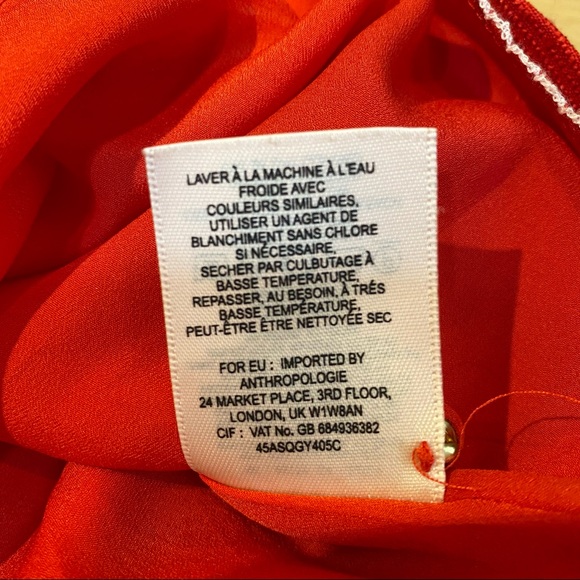 LAVER À LA MACHINE À L'EAU
FROIDE AVEC
COULEURS SIMILAIRES,
UTILISER UN AGENT DE
BLANCHIMENT SANS CHLORE
SI NÉCESSAIRE,
SECHER PAR CULBUTAGE À
BASSE TEMPERATURE,
REPASSER, AU BESOIN, À TRÉS
BASSE TEMPÉRATURE,
PEUT-ÊTRE ÊTRE NETTOYÉE SEC
FOR EU : IMPORTED BY
ANTHROPOLOGIE
24 MARKET PLACE, 3RD FLOOR,
LONDON, UK W1W8AN
CIF : VAT No. GB 684936382
45ASQGY405C